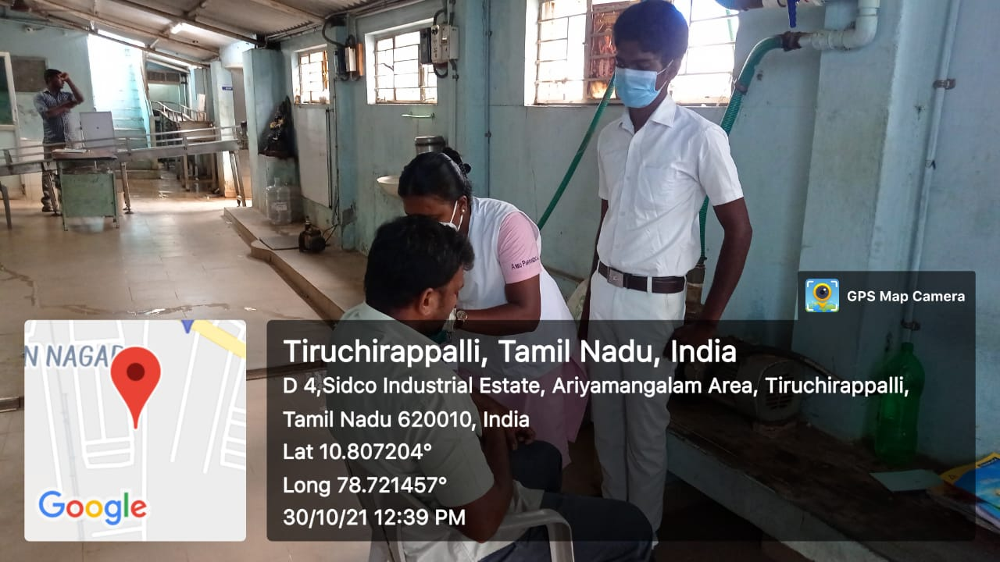 GPS Map Camera
N NAGAR
Google
Tiruchirappalli, Tamil Nadu, India
D 4,Sidco Industrial Estate, Ariyamangalam Area, Tiruchirappalli,
Tamil Nadu 620010, India
Lat 10.807204°
Long 78.721457°
30/10/21 12:39 PM